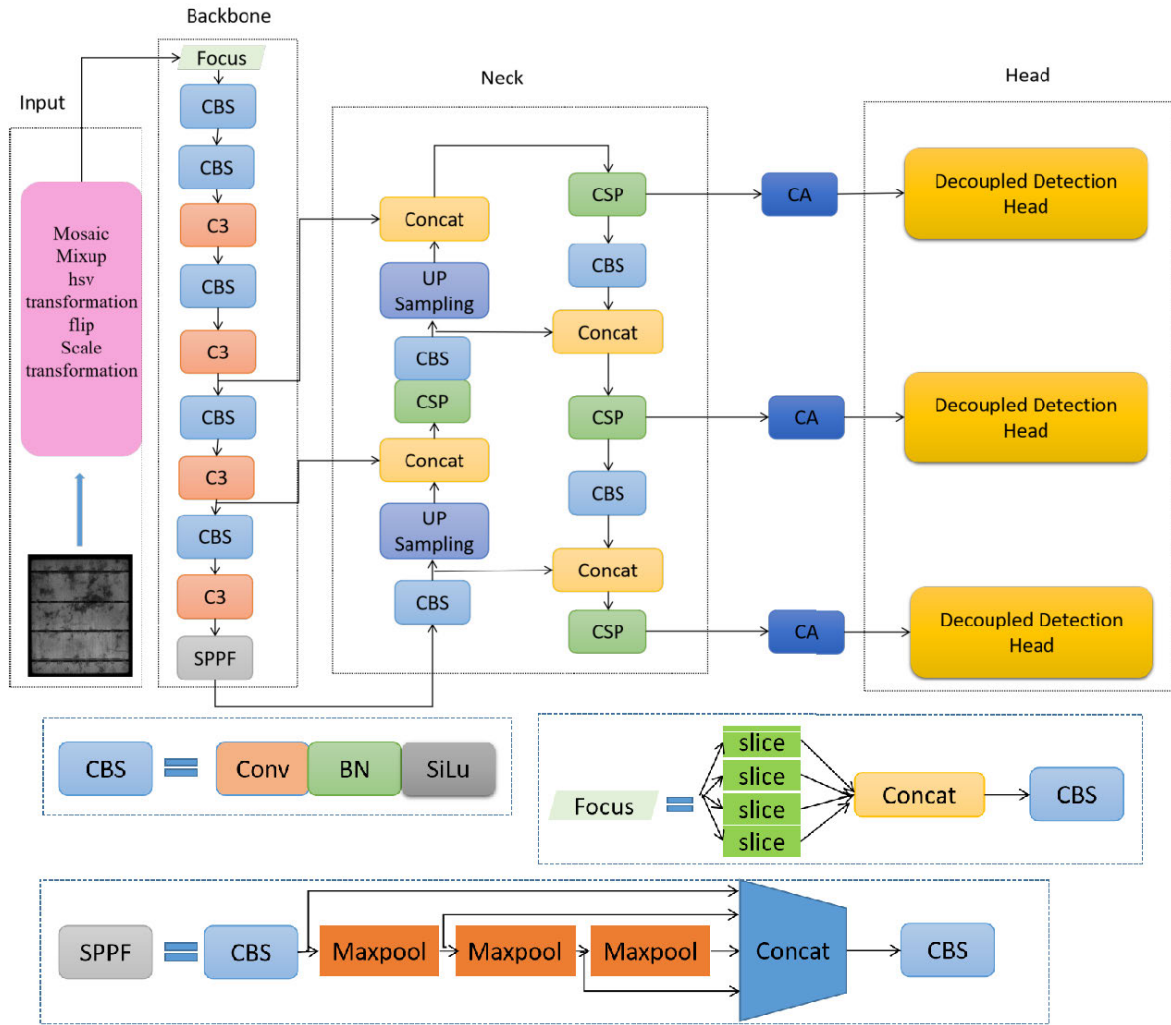 Backbone
Focus
CBS
CBS
C3
CBS
C3
CBS
C3
CBS
C3
SPPF
Input
Mosaic
Mixup
hsv
transformation
flip
Scale
transformation
Neck
Concat
UP
Sampling
CBS
CSP
Concat
UP
Sampling
CBS
CSP
CBS
Concat
CSP
CBS
Concat
CSP
CA
CA
CA
Head
Decoupled Detection
Head
Decoupled Detection
Head
Decoupled Detection
Head
CBS
Conv
BN
SiLu
Focus
slice
slice
slice
slice
Concat
CBS
SPPF
CBS
Maxpool
Maxpool
Maxpool
Concat
CBS